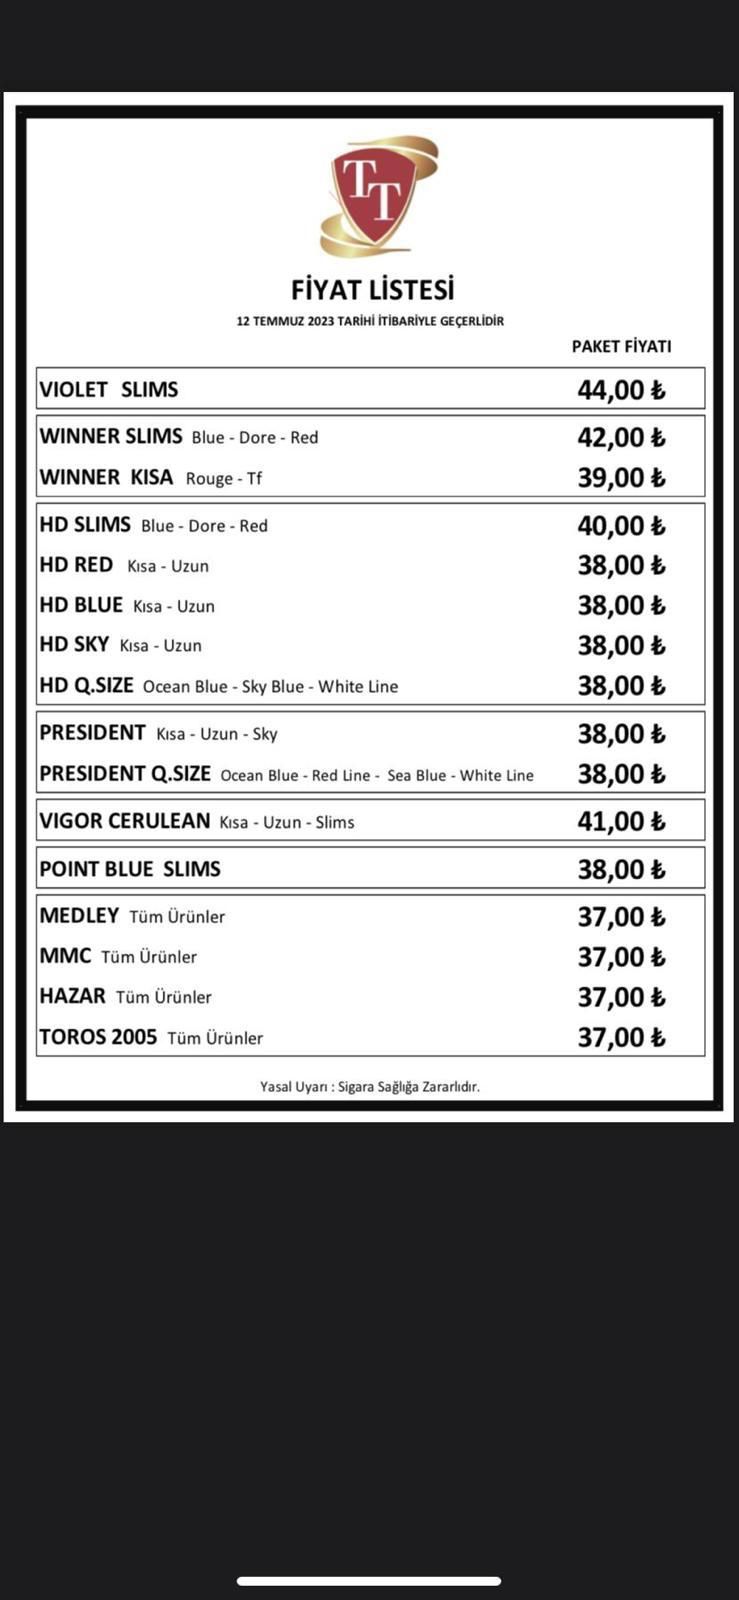 TT
FİYAT LİSTESİ
12 TEMMUZ 2023 TARİHİ İTİBARİYLE GEÇERLİDİR
PAKET FİYATI
VIOLET SLIMS 44,00 ₺
WINNER SLIMS Blue - Dore - Red 42,00 ₺
WINNER KISA Rouge - Tf 39,00 ₺
HD SLIMS Blue - Dore - Red 40,00 ₺
HD RED Kısa - Uzun 38,00 ₺
HD BLUE Kısa - Uzun 38,00 ₺
HD SKY Kısa - Uzun 38,00 ₺
HD Q.SIZE Ocean Blue - Sky Blue - White Line 38,00 ₺
PRESIDENT Kısa - Uzun - Sky 38,00 ₺
PRESIDENT Q.SIZE Ocean Blue - Red Line - Sea Blue - White Line 38,00 ₺
VIGOR CERULEAN Kısa - Uzun - Slims 41,00 ₺
POINT BLUE SLIMS 38,00 ₺
MEDLEY Tüm Ürünler 37,00 ₺
MMC Tüm Ürünler 37,00 ₺
HAZAR Tüm Ürünler 37,00 ₺
TOROS 2005 Tüm Ürünler 37,00 ₺
Yasal Uyarı : Sigara Sağlığa Zararlıdır.